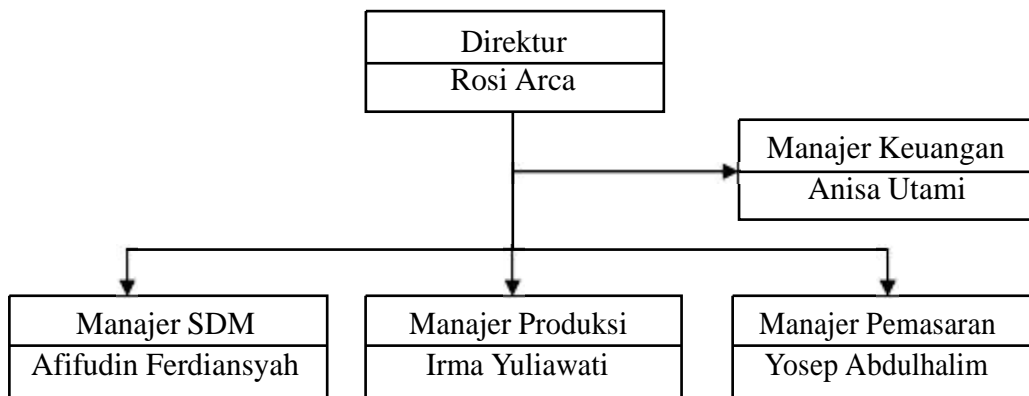 Direktur
Rosi Arca
Manajer Keuangan
Anisa Utami
Manajer SDM
Afifudin Ferdiansyah
Manajer Produksi
Irma Yuliawati
Manajer Pemasaran
Yosep Abdulhalim